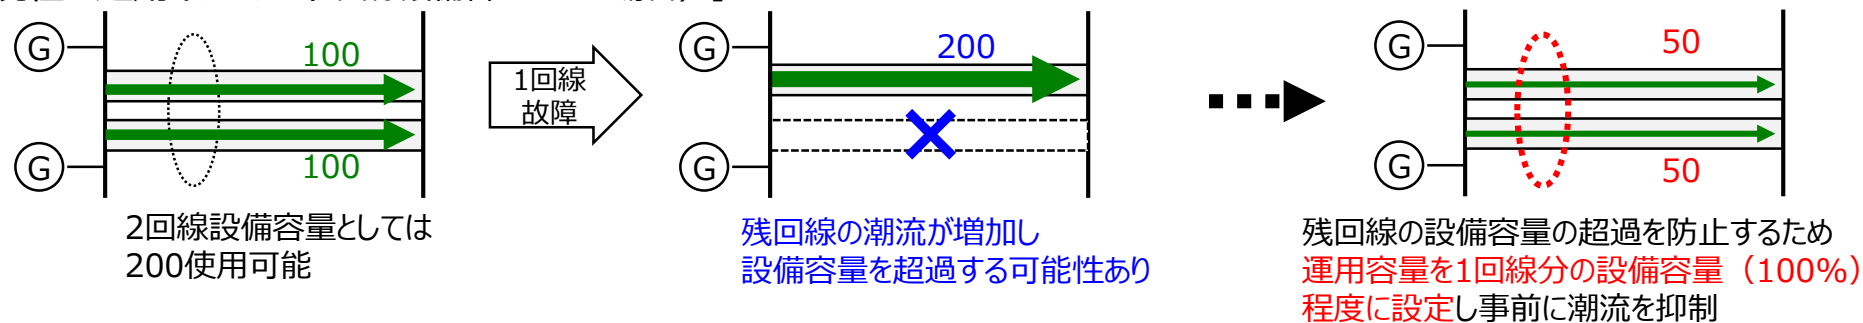 G
100
100
G
2回線設備容量としては
200使用可能
1回線
故障
G
200
G
残回線の潮流が増加し
設備容量を超過する可能性あり
G
50
50
G
残回線の設備容量の超過を防止するため
運用容量を1回線分の設備容量（100%）
程度に設定し事前に潮流を抑制